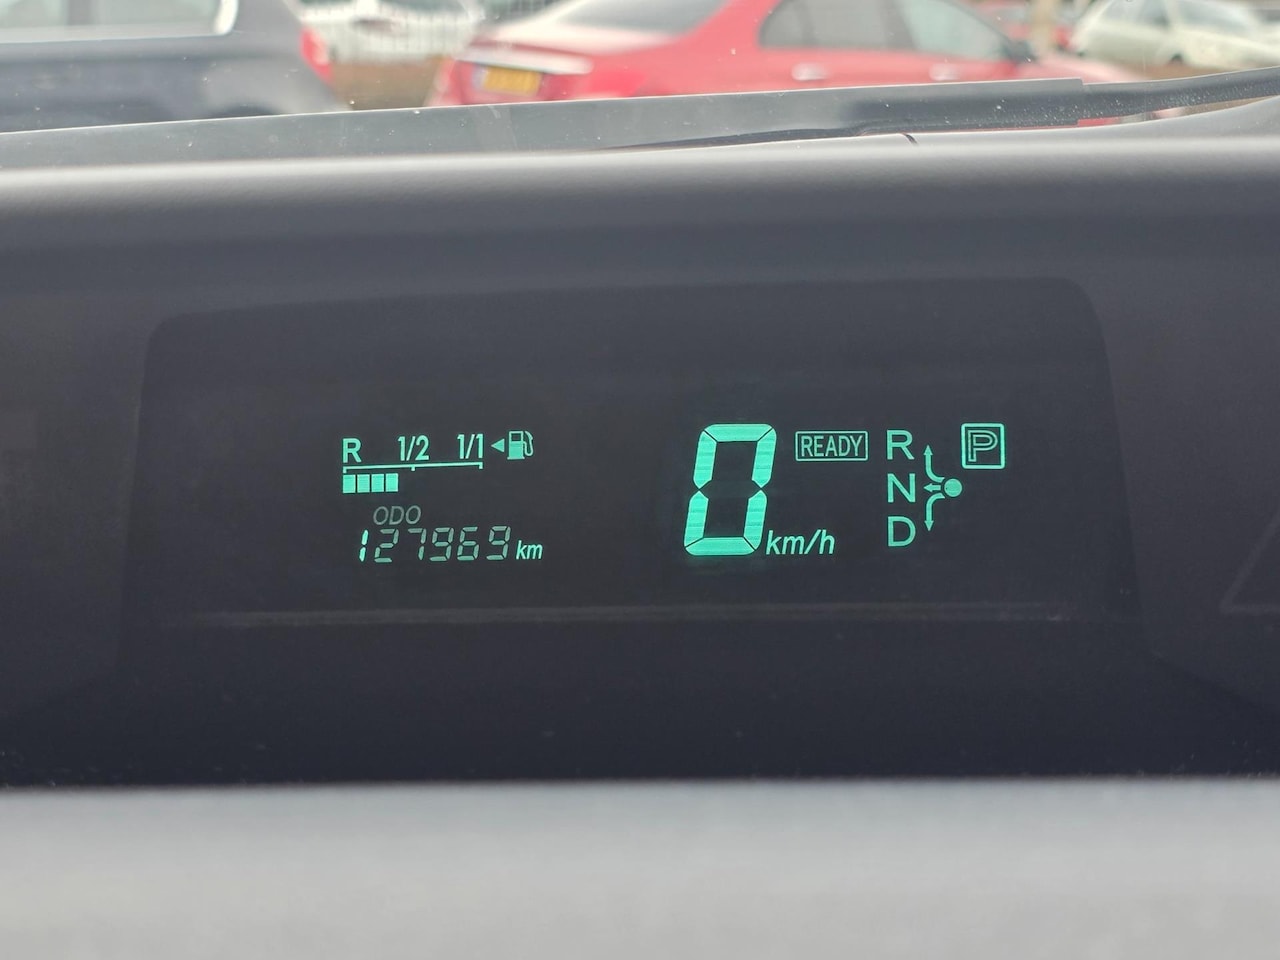 R 1/2 1/1
ODO
127969 km
0 km/h
READY
R
N
D
P